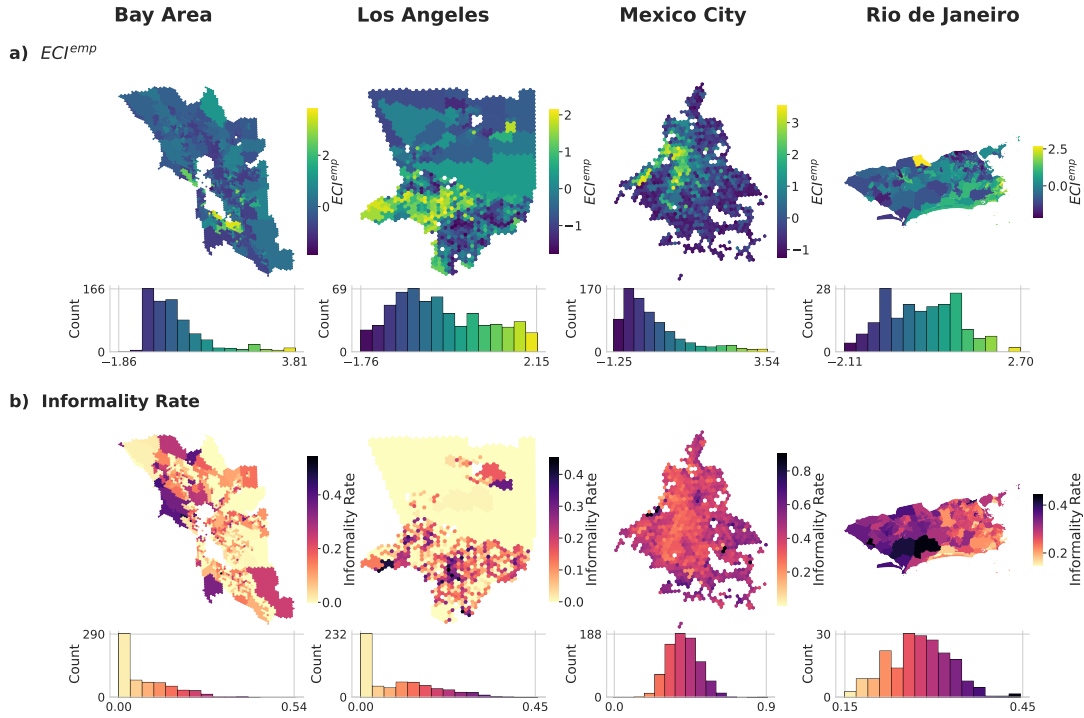 Bay Area Los Angeles Mexico City Rio de Janeiro
a) ECI^emp
2
0
ECI^emp
2
1
0
−1
ECI^emp
3
2
1
0
−1
ECI^emp
2.5
0.0
ECI^emp
166
Count
0
−1.86 3.81
69
Count
0
−1.76 2.15
170
Count
0
−1.25 3.54
28
Count
0
−2.11 2.70
b) Informality Rate
0.4
0.2
0.0
Informality Rate
0.4
0.3
0.2
0.1
0.0
Informality Rate
0.8
0.6
0.4
0.2
Informality Rate
0.4
0.2
Informality Rate
290
Count
0
0.00 0.54
232
Count
0
0.00 0.45
188
Count
0
0.0 0.9
30
Count
0
0.15 0.45